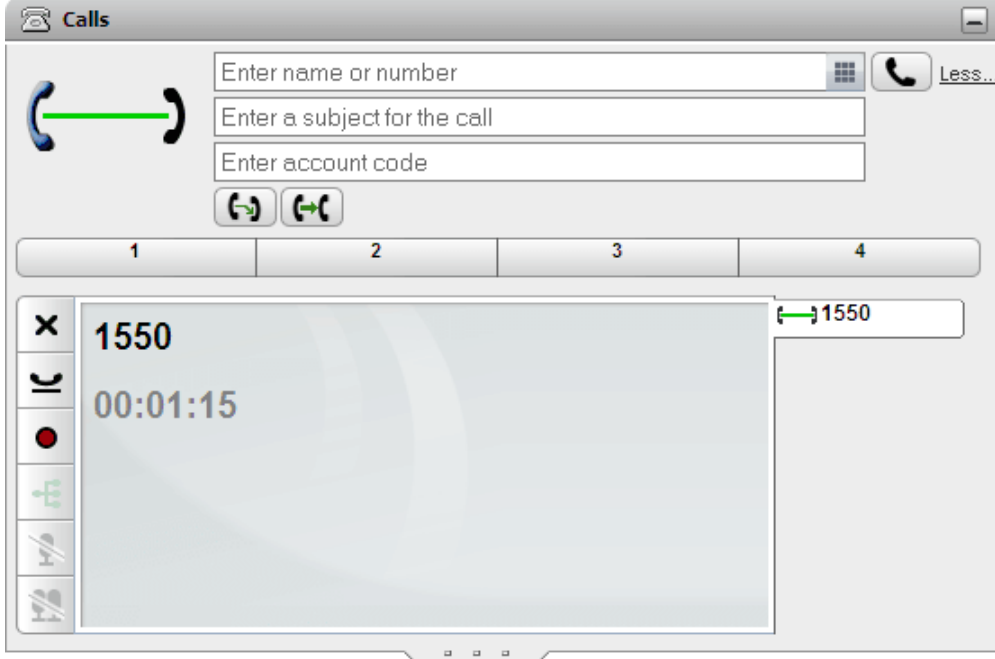 Calls
Enter name or number
Less...
Enter a subject for the call
Enter account code
1 2 3 4
1550
1550
00:01:15